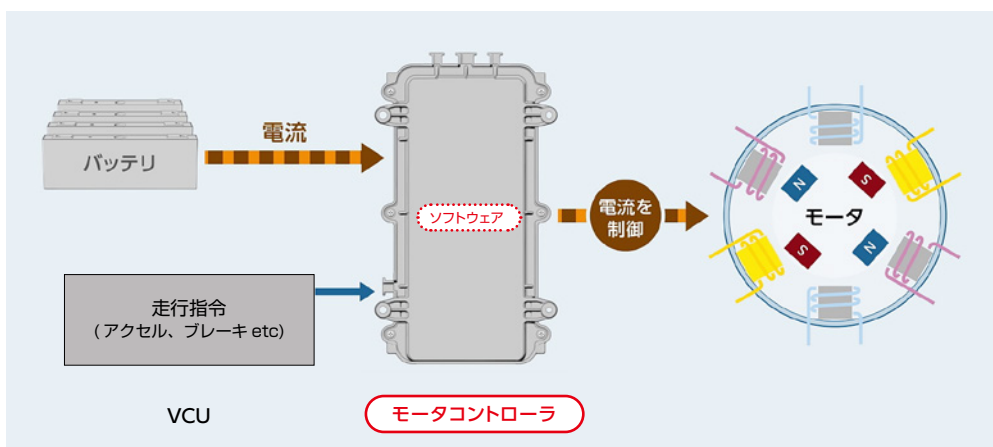 電流
バッテリ
ソフトウェア
電流を
制御
N
S
モータ
S
N
走行指令
(アクセル、ブレーキ etc)
VCU
モータコントローラ